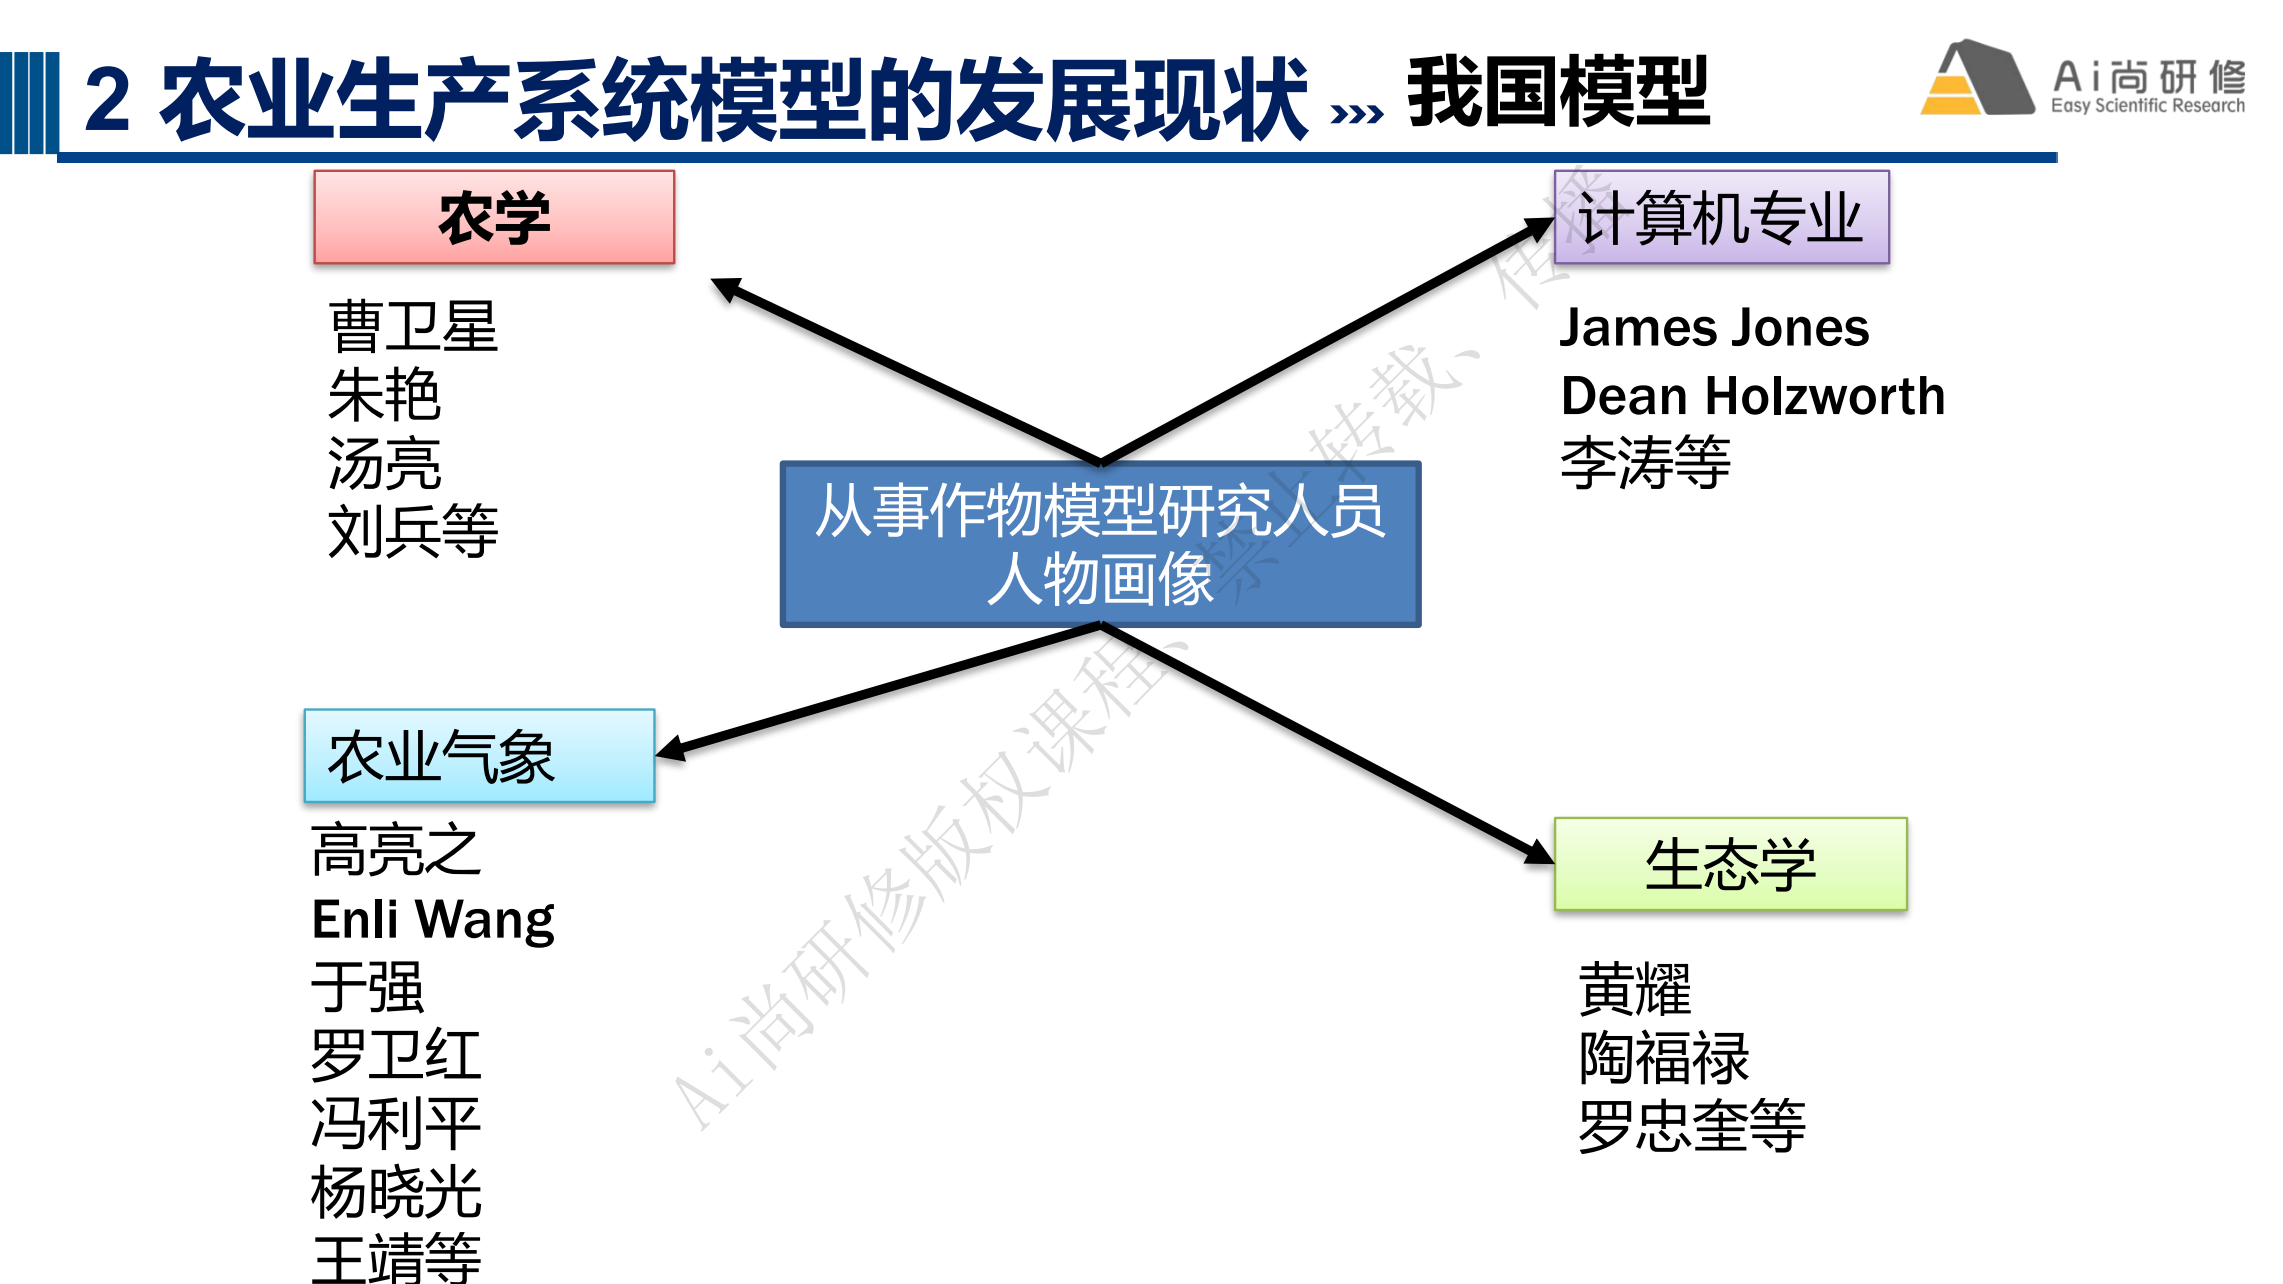 2 农业生产系统模型的发展现状 »» 我国模型
Ai尚研修
Easy Scientific Research
农学
曹卫星
朱艳
汤亮
刘兵等
计算机专业
James Jones
Dean Holzworth
李涛等
从事作物模型研究人员
人物画像
农业气象
高亮之
Enli Wang
于强
罗卫红
冯利平
杨晓光
王靖等
生态学
黄耀
陶福禄
罗忠奎等
Ai尚研修版权课程、禁止转载、传播